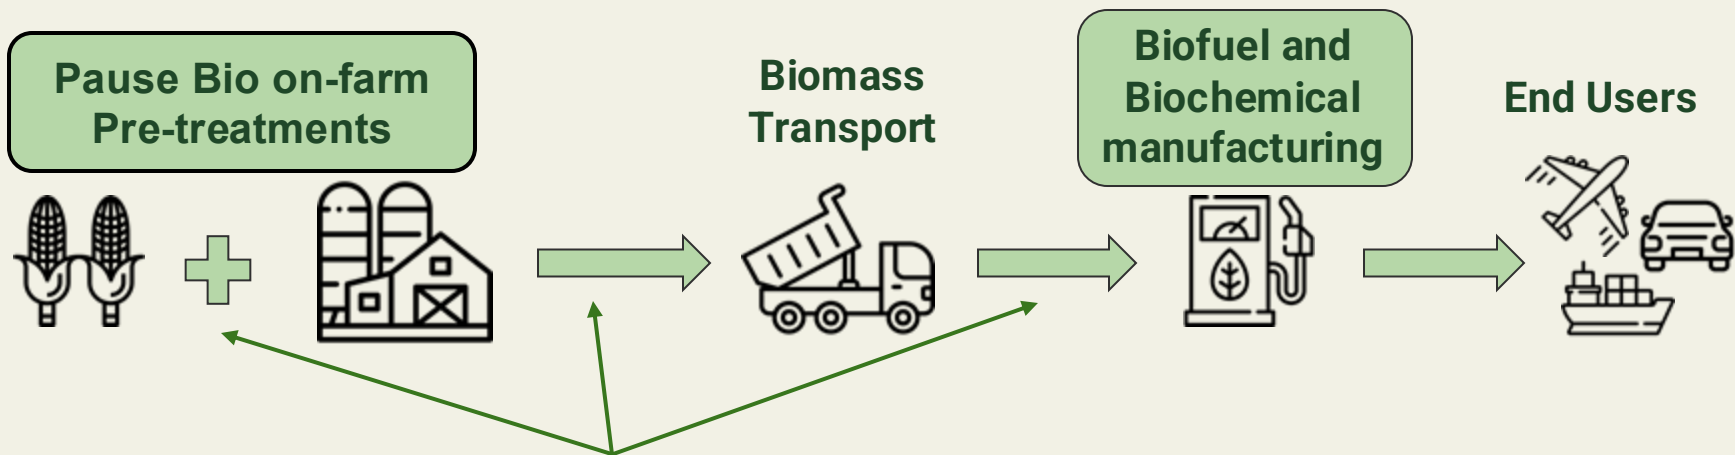 Pause Bio on-farm
Pre-treatments
Biomass
Transport
Biofuel and
Biochemical
manufacturing
End Users